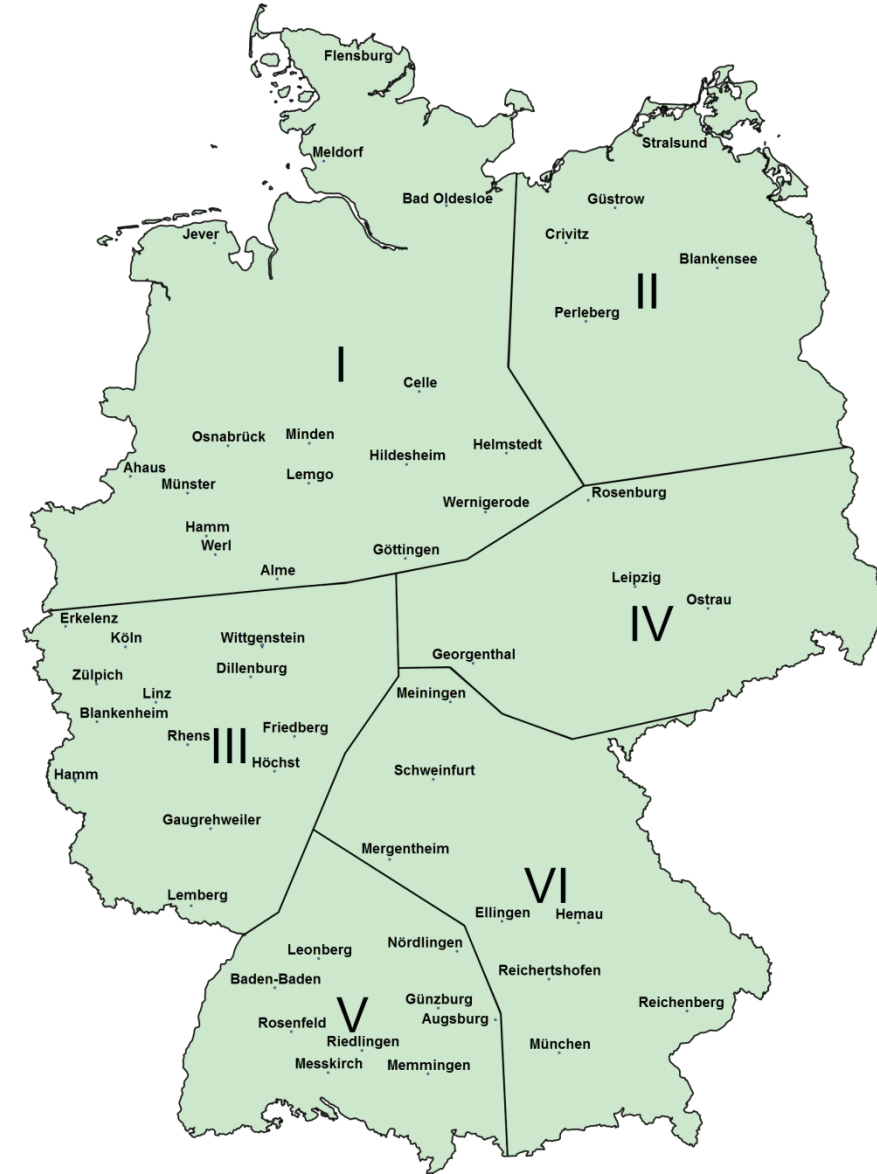 Flensburg
Stralsund
Meldorf
Bad Oldesloe
Güstrow
Jever
Crivitz
Blankensee
II
Perleberg
I
Celle
Osnabrück
Minden
Helmstedt
Hildesheim
Ahaus
Lemgo
Münster
Rosenburg
Wernigerode
Hamm
Werl
Göttingen
Alme
Leipzig
Ostrau
IV
Erkelenz
Köln
Wittgenstein
Georgenthal
Zülpich
Dillenburg
Linz
Meiningen
Blankenheim
Friedberg
Rhens
III
Höchst
Hamm
Schweinfurt
Gaugrehweiler
Mergentheim
VI
Lemberg
Ellingen
Hemau
Nördlingen
Leonberg
Reichertshofen
Baden-Baden
Günzburg
Reichenberg
V
Augsburg
Rosenfeld
Riedlingen
München
Messkirch
Memmingen